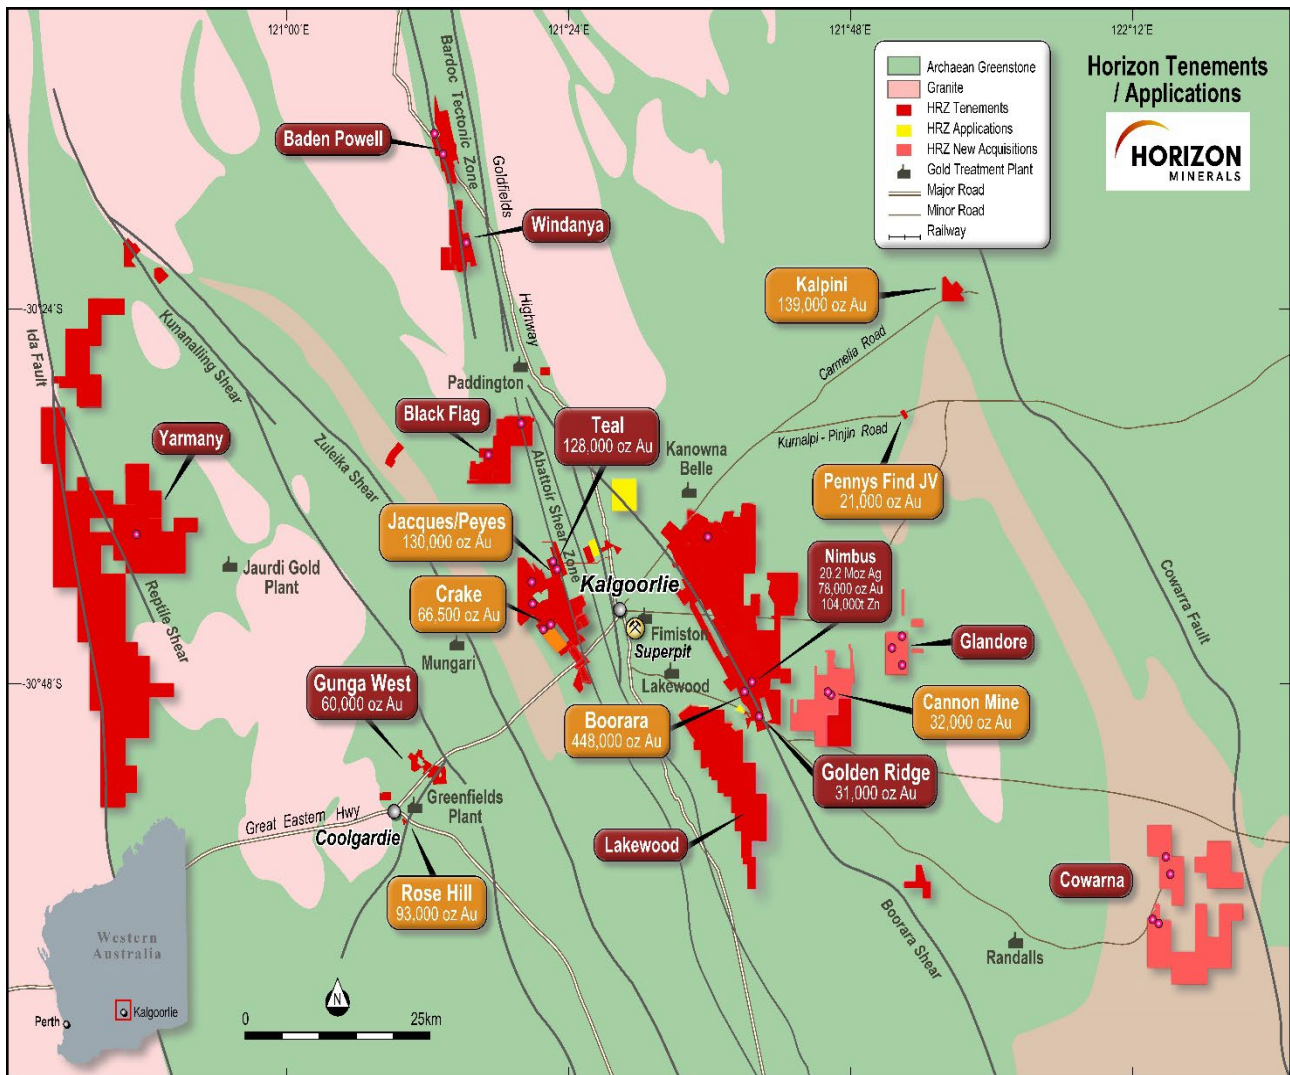 121°00'
121°24'
121°48'
122°12'
Horizon Tenements
/ Applications
HORIZON
MINERALS
Archaean Greenstone
Granite
HRZ Tenements
HRZ Applications
HRZ New Acquisitions
Gold Treatment Plant
Major Road
Minor Road
Railway
Bardoc Tectonic Zone
Goldfields
Highway
Baden Powell
Windanya
Kalpini
139,000 oz Au
-30°24'S
Ida Fault
Kunanalling Shear
Carmelia Road
Paddington
Black Flag
Teal
128,000 oz Au
Kanowna
Belle
Kurnalpi - Pinjin Road
Yarmany
Zuleika Shear
Abattoir Shear Zone
Pennys Find JV
21,000 oz Au
Jacques/Peyes
130,000 oz Au
Jaurdi Gold
Plant
Reptile Shear
Kalgoorlie
Nimbus
20.2 Moz Ag
78,000 oz Au
104,000t Zn
Cowarra Fault
Crake
66,500 oz Au
Fimiston
Superpit
Glandore
Mungari
-30°48'S
Gunga West
60,000 oz Au
Lakewood
Boorara
448,000 oz Au
Cannon Mine
32,000 oz Au
Golden Ridge
31,000 oz Au
Greenfields
Plant
Great Eastern Hwy
Coolgardie
Lakewood
Rose Hill
93,000 oz Au
Cowarna
Boorara Shear
Randalls
Western
Australia
Perth
Kalgoorlie
N
0
25km